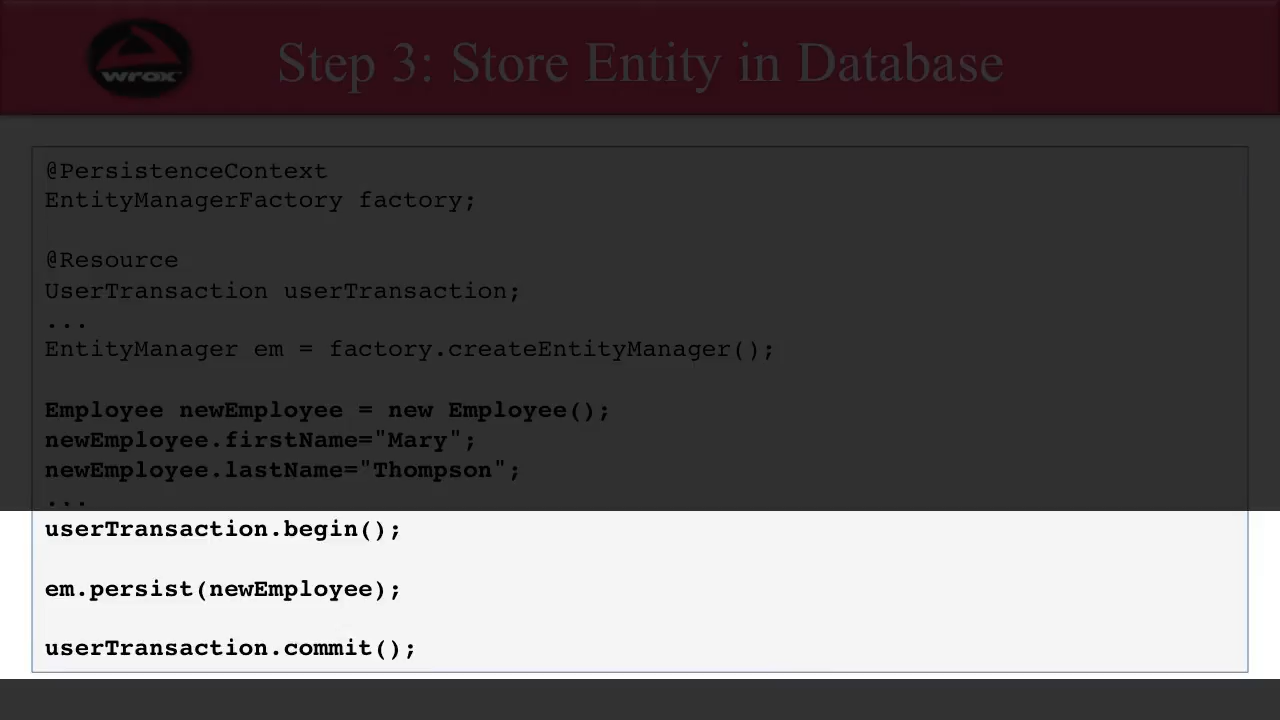 wrox
Step 3: Store Entity in Database
@PersistenceContext
EntityManagerFactory factory;
@Resource
UserTransaction userTransaction;
...
EntityManager em = factory.createEntityManager();
Employee newEmployee = new Employee();
newEmployee.firstName="Mary";
newEmployee.lastName="Thompson";
...
userTransaction.begin();
em.persist(newEmployee);
userTransaction.commit();